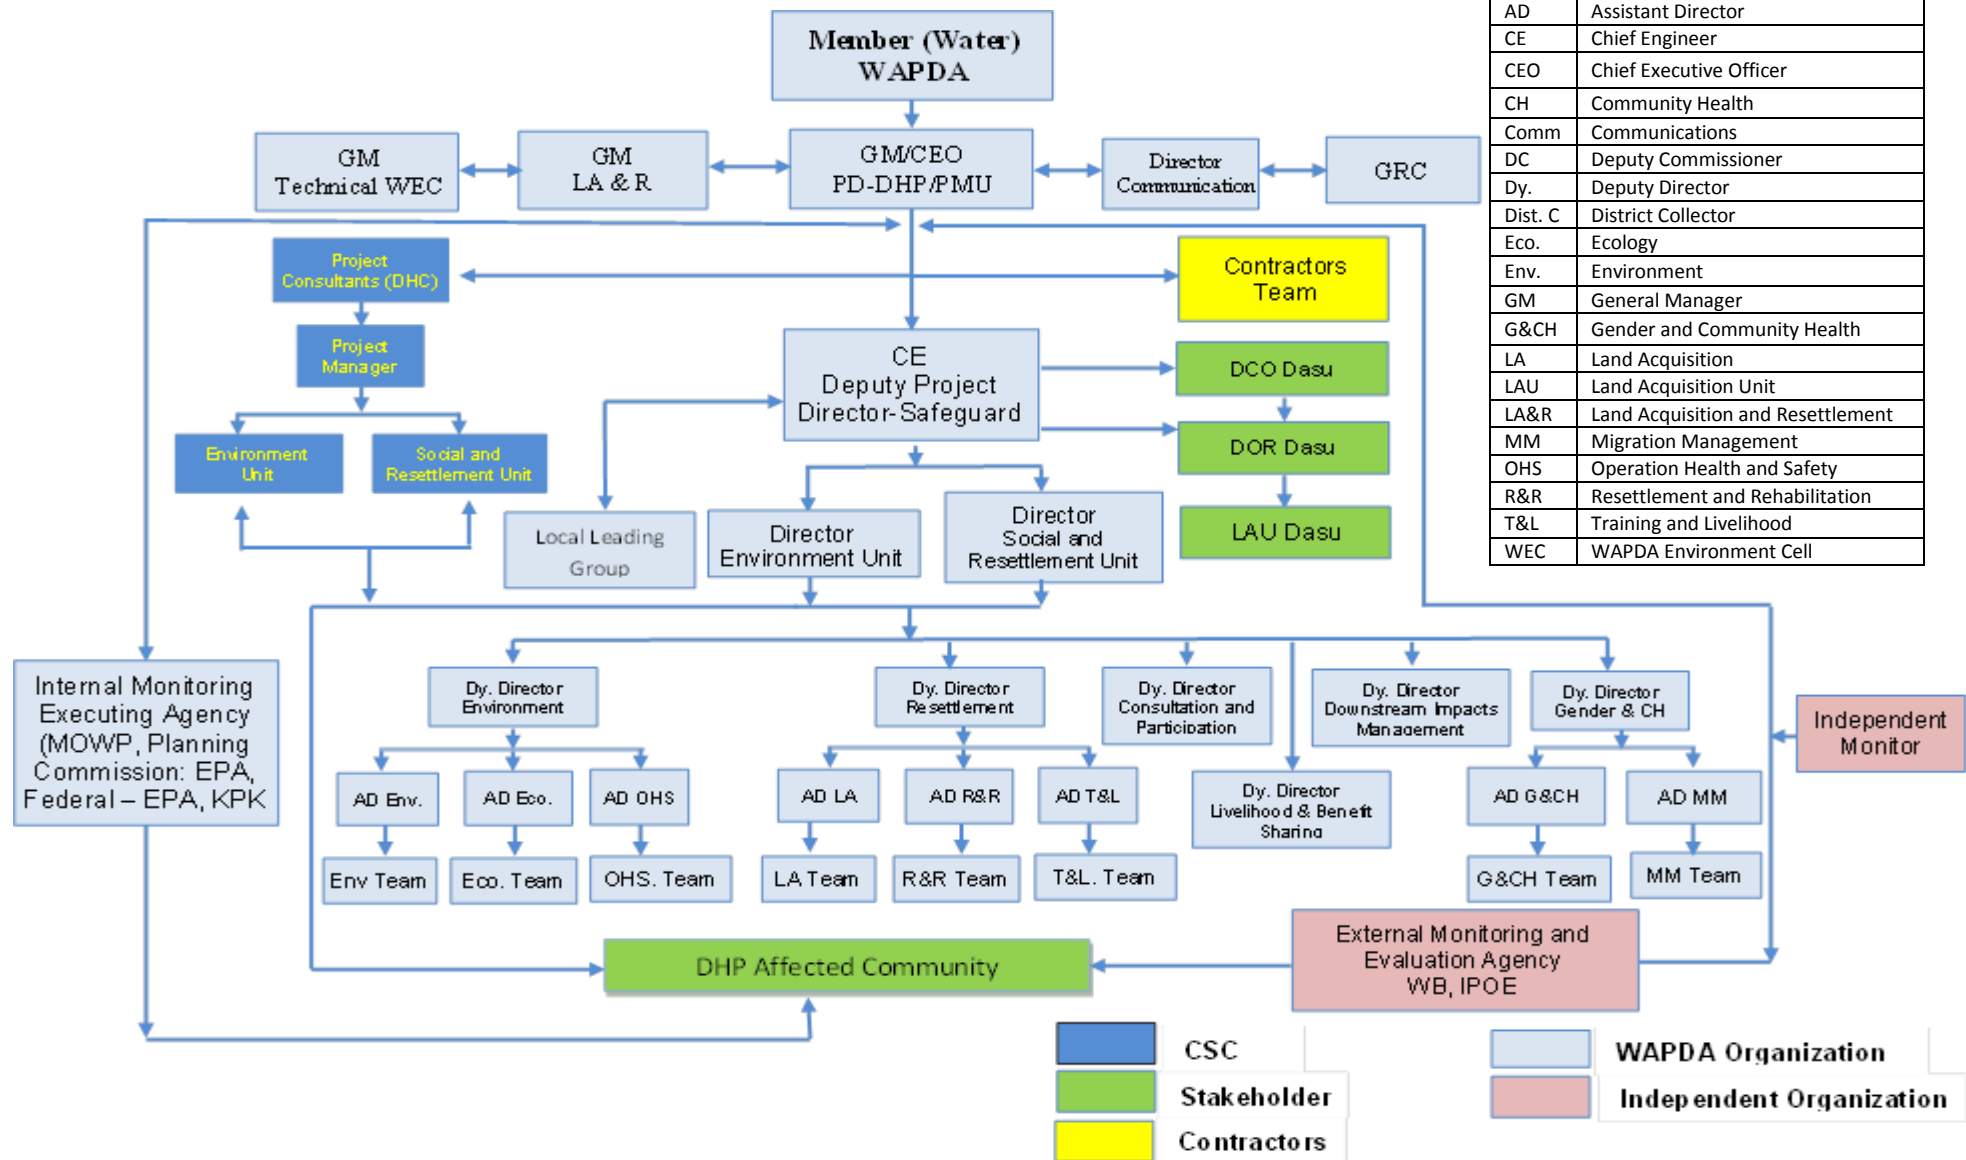 Member (Water)
WAPDA
GM
Technical WEC
GM
LA & R
GM/CEO
PD-DHP/PMU
Director
Communication
GRC
AD Assistant Director
CE Chief Engineer
CEO Chief Executive Officer
CH Community Health
Comm Communications
DC Deputy Commissioner
Dy. Deputy Director
Dist. C District Collector
Eco. Ecology
Env. Environment
GM General Manager
G&CH Gender and Community Health
LA Land Acquisition
LAU Land Acquisition Unit
LA&R Land Acquisition and Resettlement
MM Migration Management
OHS Operation Health and Safety
R&R Resettlement and Rehabilitation
T&L Training and Livelihood
WEC WAPDA Environment Cell
Project
Consultants (DHC)
Contractors
Team
Project
Manager
CE
Deputy Project
Director-Safeguard
DCO Dasu
DOR Dasu
LAU Dasu
Environment
Unit
Social and
Resettlement Unit
Local Leading
Group
Director
Environment Unit
Director
Social and
Resettlement Unit
Internal Monitoring
Executing Agency
(MOWP, Planning
Commission: EPA,
Federal – EPA, KPK
Dy. Director
Environment
Dy. Director
Resettlement
Dy. Director
Consultation and
Participation
Dy. Director
Downstream Impacts
Management
Dy. Director
Gender & CH
Independent
Monitor
AD Env.
AD Eco.
AD OHS
AD LA
AD R&R
AD T&L
Dy. Director
Livelihood & Benefit
Sharing
AD G&CH
AD MM
Env Team
Eco. Team
OHS. Team
LA Team
R&R Team
T&L. Team
G&CH Team
MM Team
DHP Affected Community
External Monitoring and
Evaluation Agency
WB, IPOE
CSC
Stakeholder
Contractors
WAPDA Organization
Independent Organization